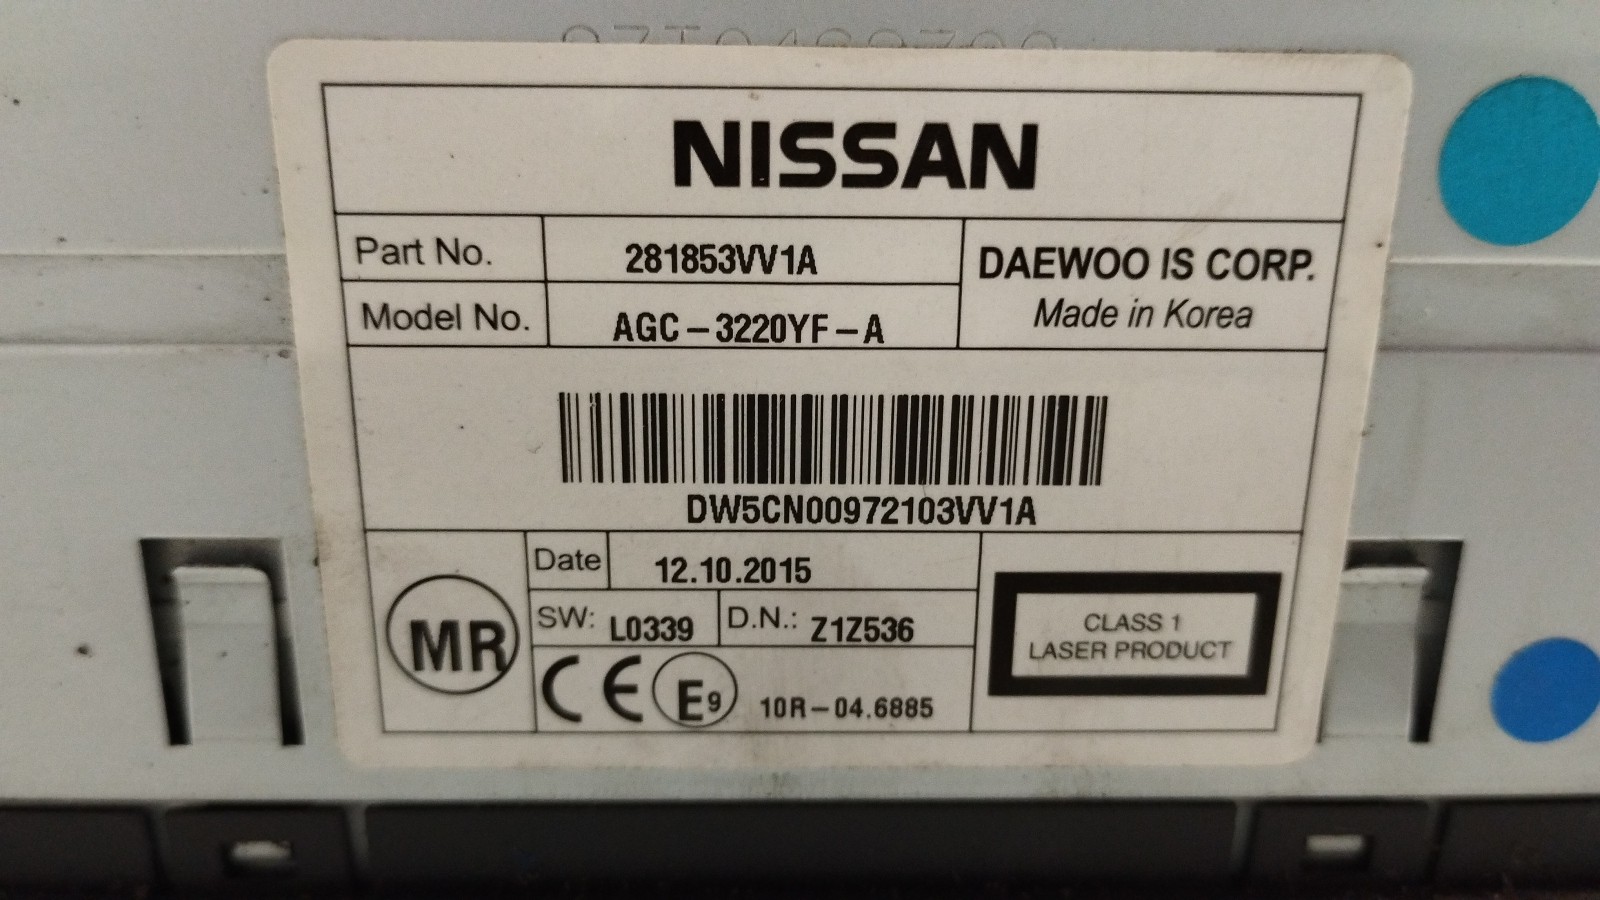 NISSAN
Part No. 281853VV1A
DAEWOO IS CORP.
Made in Korea
Model No. AGC-3220YF-A
DW5CN00972103VV1A
MR
Date 12.10.2015
SW: L0339 D.N.: Z1Z536
CE E9 10R-04.6885
CLASS 1
LASER PRODUCT